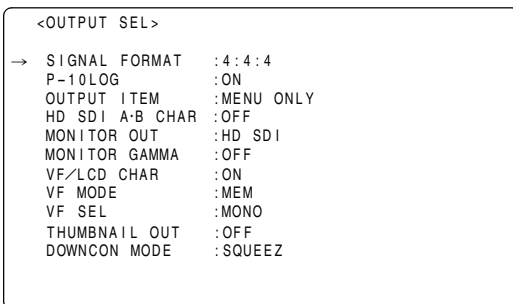 <OUTPUT SEL>
→ SIGNAL FORMAT :4:4:4
P-10LOG :ON
OUTPUT ITEM :MENU ONLY
HD SDI A·B CHAR :OFF
MONITOR OUT :HD SDI
MONITOR GAMMA :OFF
VF/LCD CHAR :ON
VF MODE :MEM
VF SEL :MONO
THUMBNAIL OUT :OFF
DOWNCON MODE :SQUEEZ